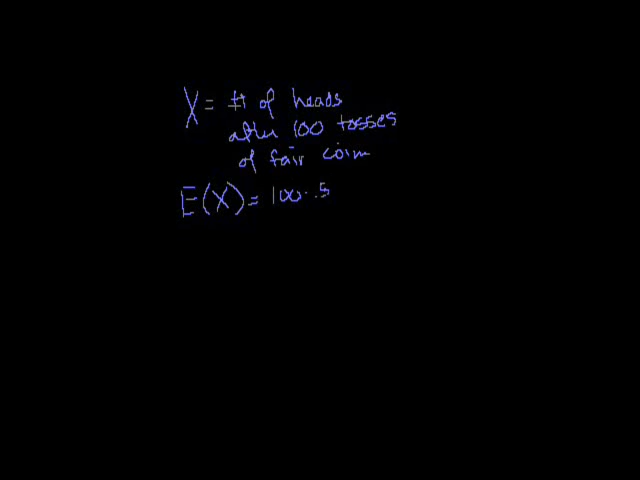 X = # of heads
after 100 tosses
of fair coin
E(X) = 100 · .5